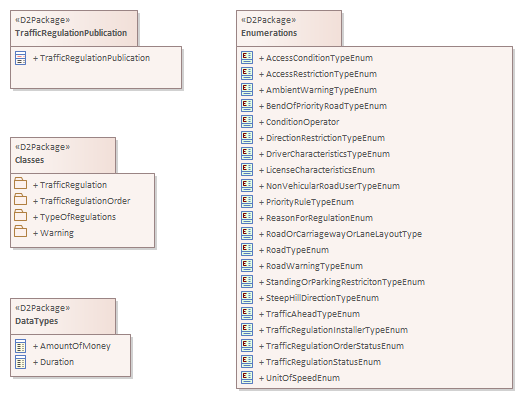 «D2Package»
TrafficRegulationPublication
+ TrafficRegulationPublication
«D2Package»
Classes
+ TrafficRegulation
+ TrafficRegulationOrder
+ TypeOfRegulations
+ Warning
«D2Package»
DataTypes
+ AmountOfMoney
+ Duration
«D2Package»
Enumerations
+ AccessConditionTypeEnum
+ AccessRestrictionTypeEnum
+ AmbientWarningTypeEnum
+ BendOfPriorityRoadTypeEnum
+ ConditionOperator
+ DirectionRestrictionTypeEnum
+ DriverCharacteristicsTypeEnum
+ LicenseCharacteristicsEnum
+ NonVehicularRoadUserTypeEnum
+ PriorityRuleTypeEnum
+ ReasonForRegulationEnum
+ RoadOrCarriagewayOrLaneLayoutType
+ RoadTypeEnum
+ RoadWarningTypeEnum
+ StandingOrParkingRestricitonTypeEnum
+ SteepHillDirectionTypeEnum
+ TrafficAheadTypeEnum
+ TrafficRegulationInstallerTypeEnum
+ TrafficRegulationOrderStatusEnum
+ TrafficRegulationStatusEnum
+ UnitOfSpeedEnum